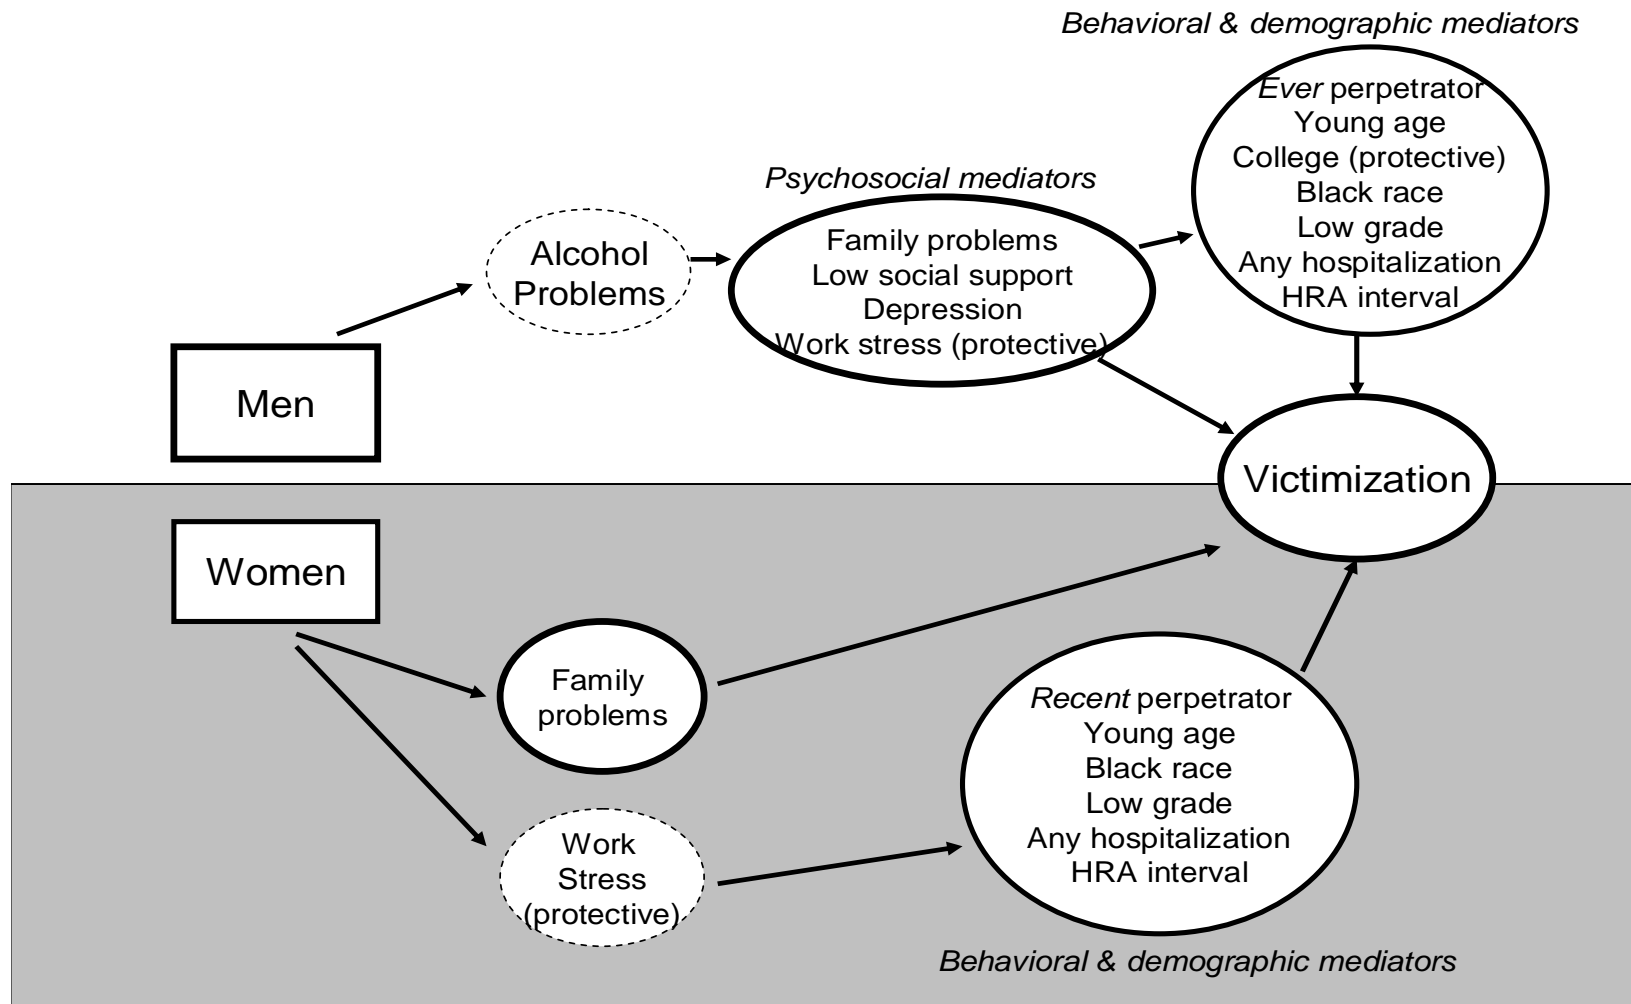 Behavioral & demographic mediators
Ever perpetrator
Young age
College (protective)
Black race
Low grade
Any hospitalization
HRA interval
Psychosocial mediators
Family problems
Low social support
Depression
Work stress (protective)
Alcohol
Problems
Men
Victimization
Women
Family
problems
Work
Stress
(protective)
Recent perpetrator
Young age
Black race
Low grade
Any hospitalization
HRA interval
Behavioral & demographic mediators